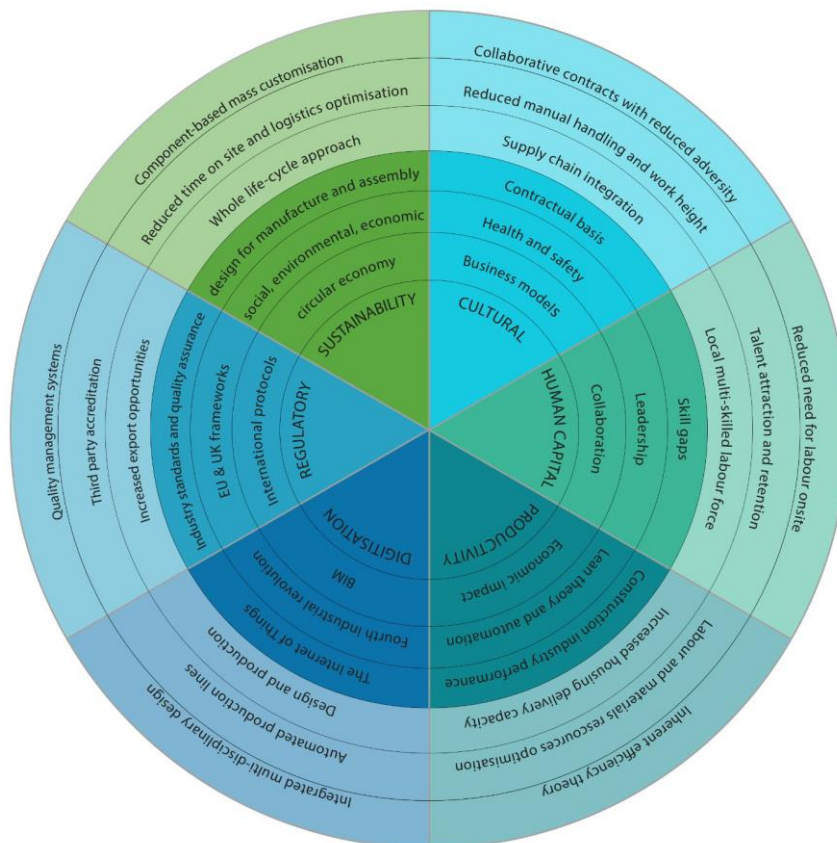 Component-based mass customisation
Reduced time on site and logistics optimisation
Whole life-cycle approach
design for manufacture and assembly
social, environmental, economic
circular economy
SUSTAINABILITY
Collaborative contracts with reduced adversity
Reduced manual handling and work height
Supply chain integration
Contractual basis
Health and safety
Business models
CULTURAL
Reduced need for labour onsite
Talent attraction and retention
Local multi-skilled labour force
Skill gaps
Leadership
Collaboration
HUMAN CAPITAL
PRODUCTIVITY
Economic impact
Lean theory and automation
Construction industry performance
Increased housing delivery capacity
Labour and materials rescources optimisation
Inherent efficiency theory
DIGITISATION
BIM
Fourth industrial revolution
The Internet of Things
Design and production
Automated production lines
Integrated multi-disciplinary design
Quality management systems
Third party accreditation
Increased export opportunities
Industry standards and quality assurance
EU & UK frameworks
International protocols
REGULATORY